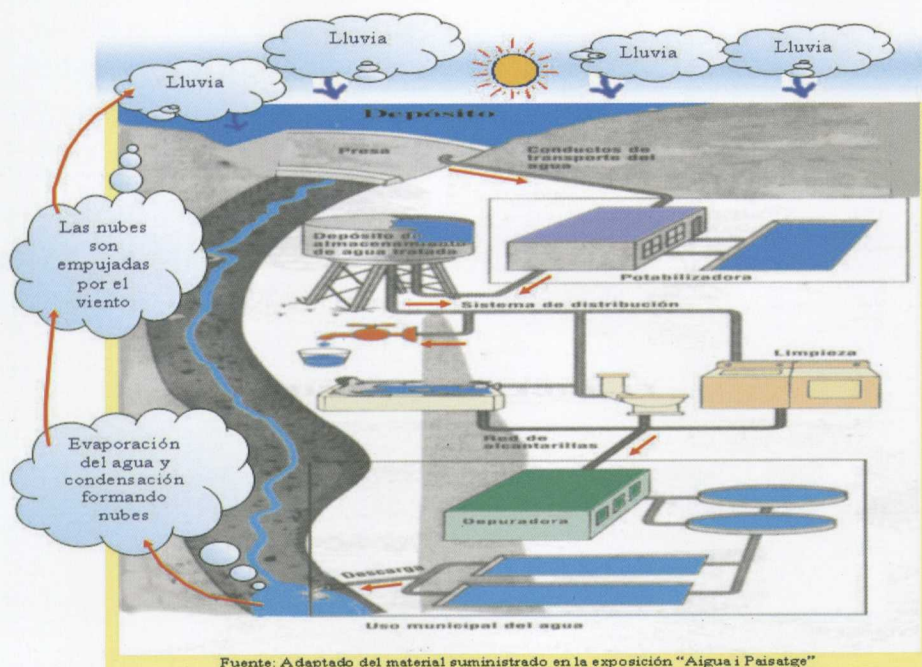 Lluvia
Lluvia
Lluvia
Lluvia
Depósito
Presa
Conductos de
transporte del
agua
Las nubes
son
empujadas
por el
viento
Depósito de
almacenamiento
de agua tratada
Potabilizadora
Sistema de distribución
Limpieza
Red de
alcantarillas
Evaporación
del agua y
condensación
formando
nubes
Depuradora
Descarga
Uso municipal del agua
Fuente: Adaptado del material suministrado en la exposición "Aigua i Paisatge"